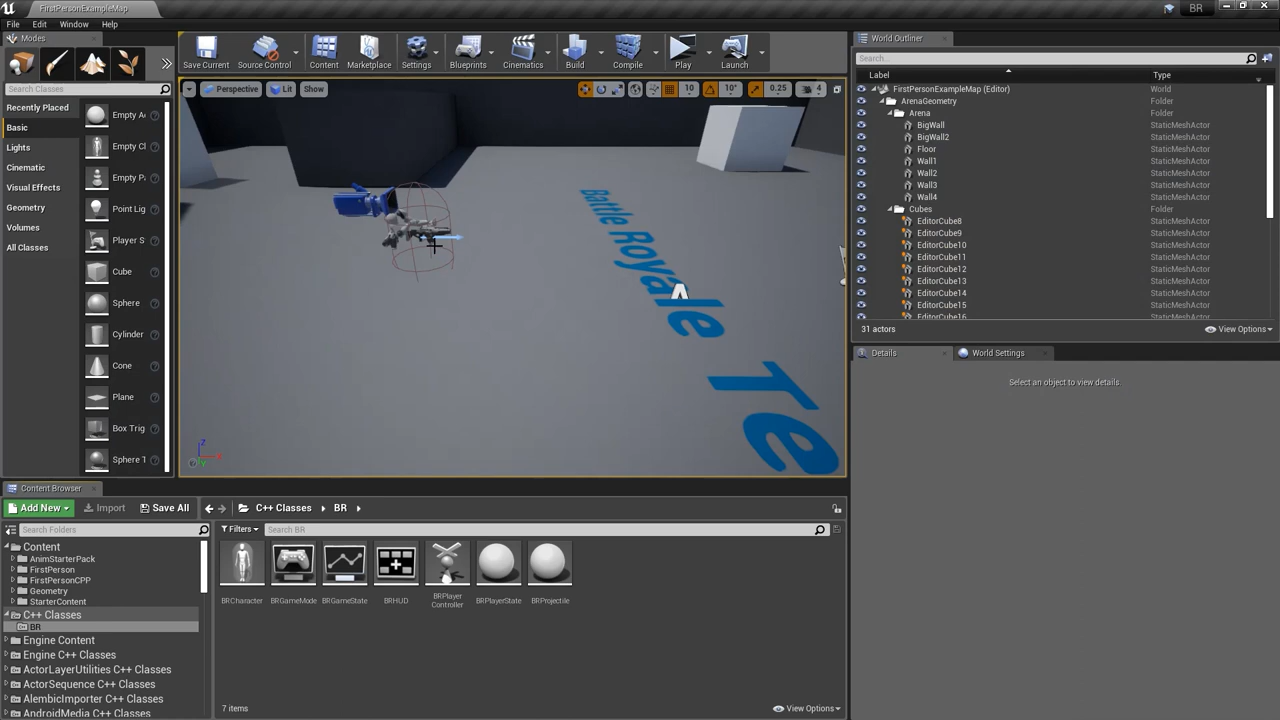 FirstPersonExampleMap
BR
File Edit Window Help
Modes
Search Classes
Recently Placed
Basic
Lights
Cinematic
Visual Effects
Geometry
Volumes
All Classes
Empty A
Empty Cl
Empty P
Point Lig
Player S
Cube
Sphere
Cylinder
Cone
Plane
Box Trig
Sphere T
Save Current
Source Control
Content
Marketplace
Settings
Blueprints
Cinematics
Build
Compile
Play
Launch
Perspective Lit Show
10 10° 0.25 4
Battle Royale Te
Z
World Outliner
Search...
Label Type
FirstPersonExampleMap (Editor) World
ArenaGeometry Folder
Arena Folder
BigWall StaticMeshActor
BigWall2 StaticMeshActor
Floor StaticMeshActor
Wall1 StaticMeshActor
Wall2 StaticMeshActor
Wall3 StaticMeshActor
Wall4 StaticMeshActor
Cubes Folder
EditorCube8 StaticMeshActor
EditorCube9 StaticMeshActor
EditorCube10 StaticMeshActor
EditorCube11 StaticMeshActor
EditorCube12 StaticMeshActor
EditorCube13 StaticMeshActor
EditorCube14 StaticMeshActor
EditorCube15 StaticMeshActor
EditorCube16 StaticMeshActor
31 actors View Options
Details World Settings
Select an object to view details.
Content Browser
Add New Import Save All C++ Classes BR
Search Folders
Content
AnimStarterPack
FirstPerson
FirstPersonCPP
Geometry
StarterContent
C++ Classes
BR
Engine Content
Engine C++ Classes
ActorLayerUtilities C++ Classes
ActorSequence C++ Classes
AlembicImporter C++ Classes
AndroidMedia C++ Classes
Filters Search BR
BRCharacter
BRGameMode
BRGameState
BRHUD
BRPlayer
Controller
BRPlayerState
BRProjectile
7 items View Options